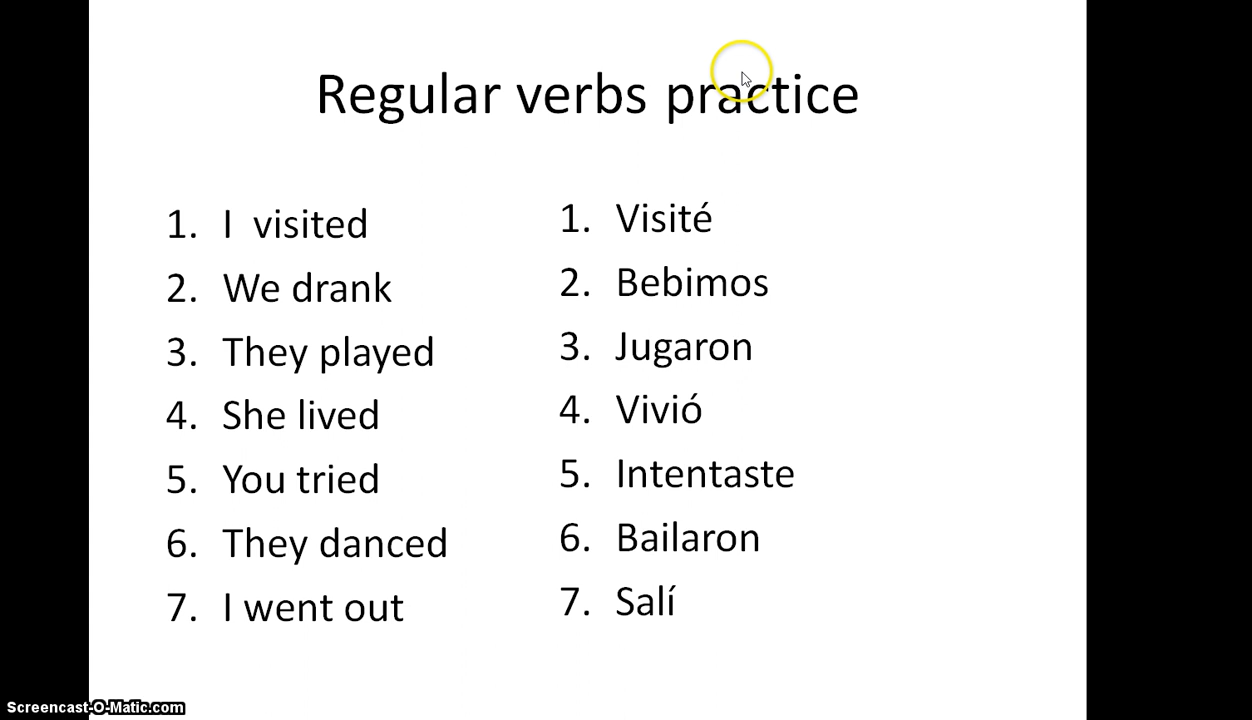 Regular verbs practice
1. I visited
2. We drank
3. They played
4. She lived
5. You tried
6. They danced
7. I went out
1. Visité
2. Bebimos
3. Jugaron
4. Vivió
5. Intentaste
6. Bailaron
7. Salí
Screencast-O-Matic.com